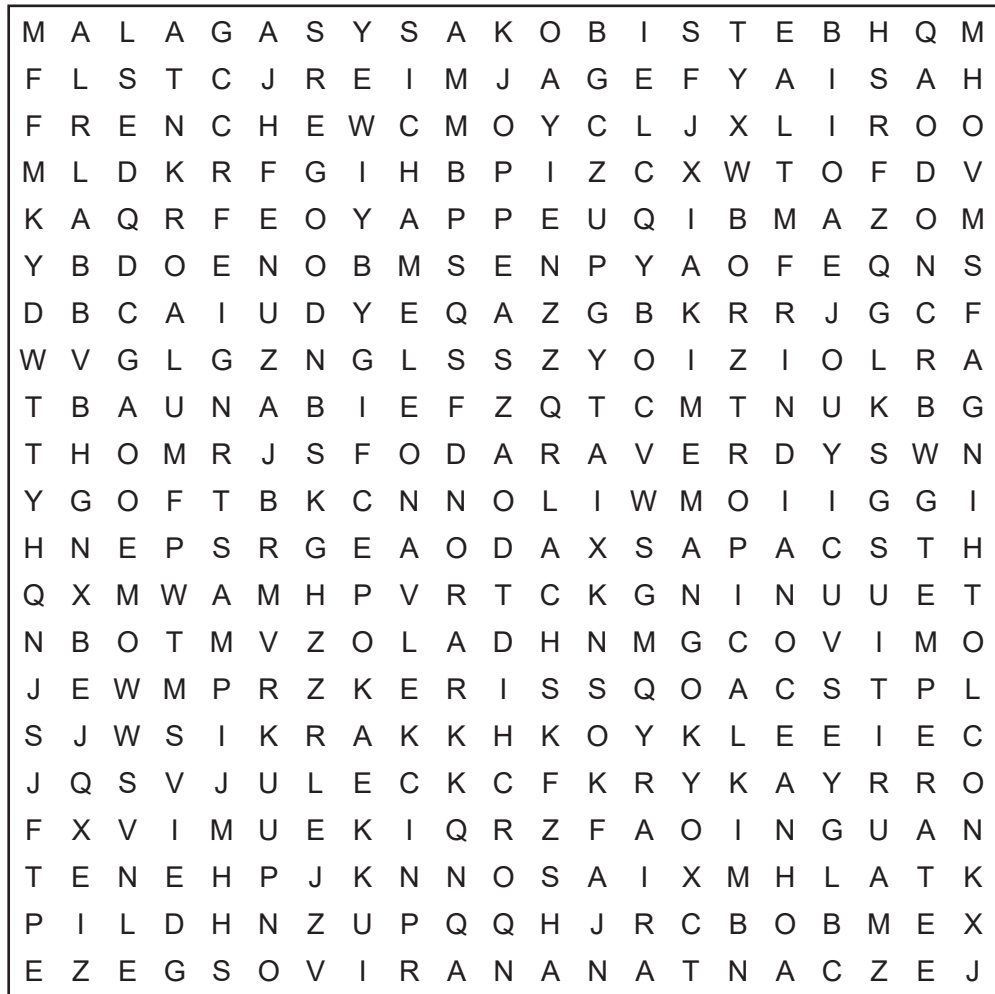 M A L A G A S Y S A K O B I S T E B H Q M
F L S T C J R E I M J A G E F Y A I S A H
F R E N C H E W C M O Y C L J X L I R O O
M L D K R F G I H B P I Z C X W T O F D V
K A Q R F E O Y A P P E U Q I B M A Z O M
Y B D O E N O B M S E N P Y A O F E Q N S
D B C A I U D Y E Q A Z G B K R R J G C F
W V G L G Z N G L S S Z Y O I Z I O L R A
T B A U N A B I E F Z Q T C M T N U K B G
T H O M R J S F O D A R A V E R D Y S W N
Y G O F T B K C N N O L I W M O I I G G I
H N E P S R G E A O D A X S A P A C S T H
Q X M W A M H P V R T C K G N I N U U E T
N B O T M V Z O L A D H N M G C O V I M O
J E W M P R Z K E R I S S Q O A C S T P L
S J W S I K R A K K H K O Y K L E E I E C
J Q S V J U L E C K C F K R Y K A Y R R O
F X V I M U E K I Q R Z F A O I N G U A N
T E N E H P J K N N O S A I X M H L A T K
P I L D H N Z U P Q Q H J R C B O B M E X
E Z E G S O V I R A N A N A T N A C Z E J